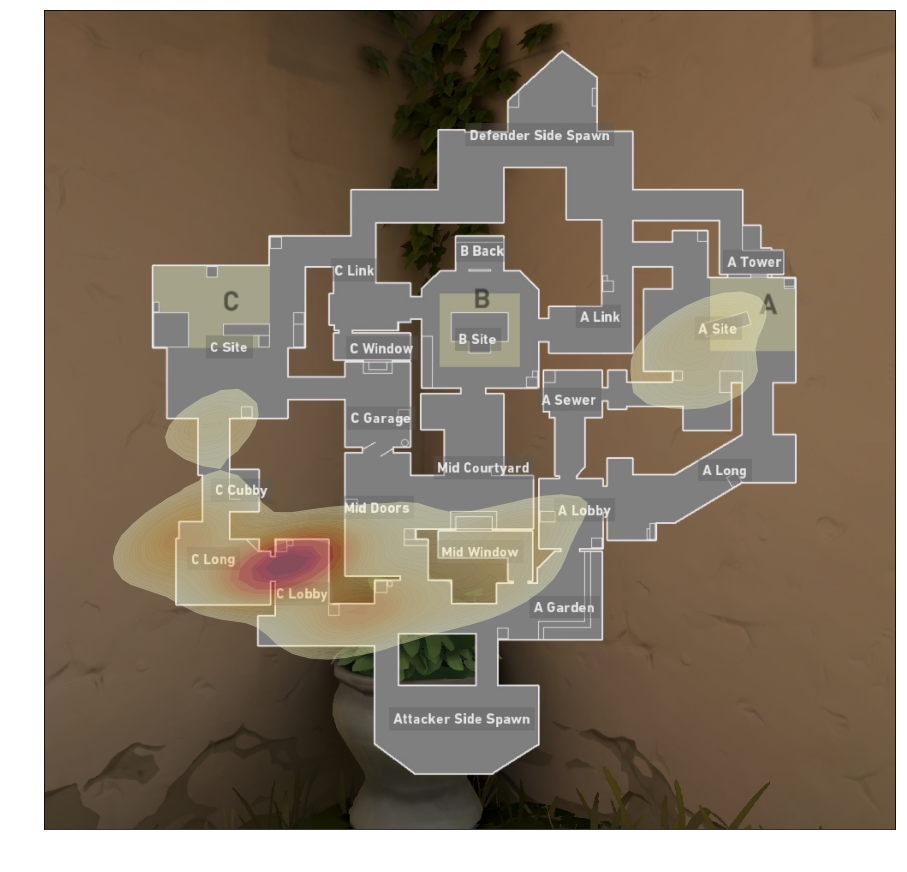 Defender Side Spawn
B Back
A Tower
C Link
C
B
A
A Link
A Site
B Site
C Site
C Window
A Sewer
C Garage
Mid Courtyard
A Long
C Cubby
Mid Doors
A Lobby
Mid Window
C Long
C Lobby
A Garden
Attacker Side Spawn